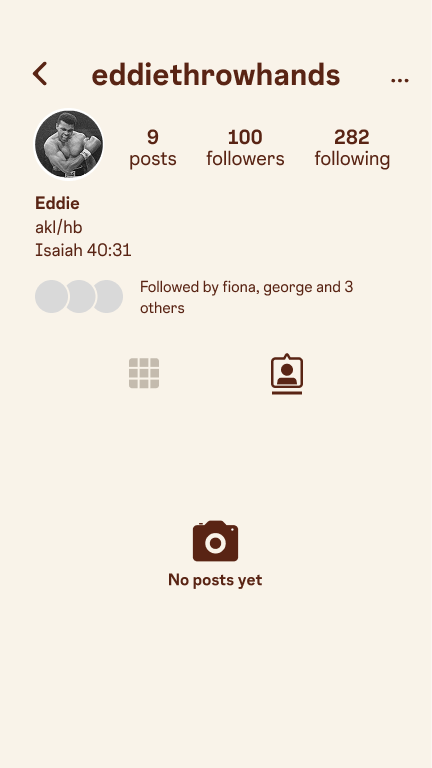 eddiethrowhands
...
9 100 282
posts followers following
Eddie
akl/hb
Isaiah 40:31
Followed by fiona, george and 3
others
No posts yet